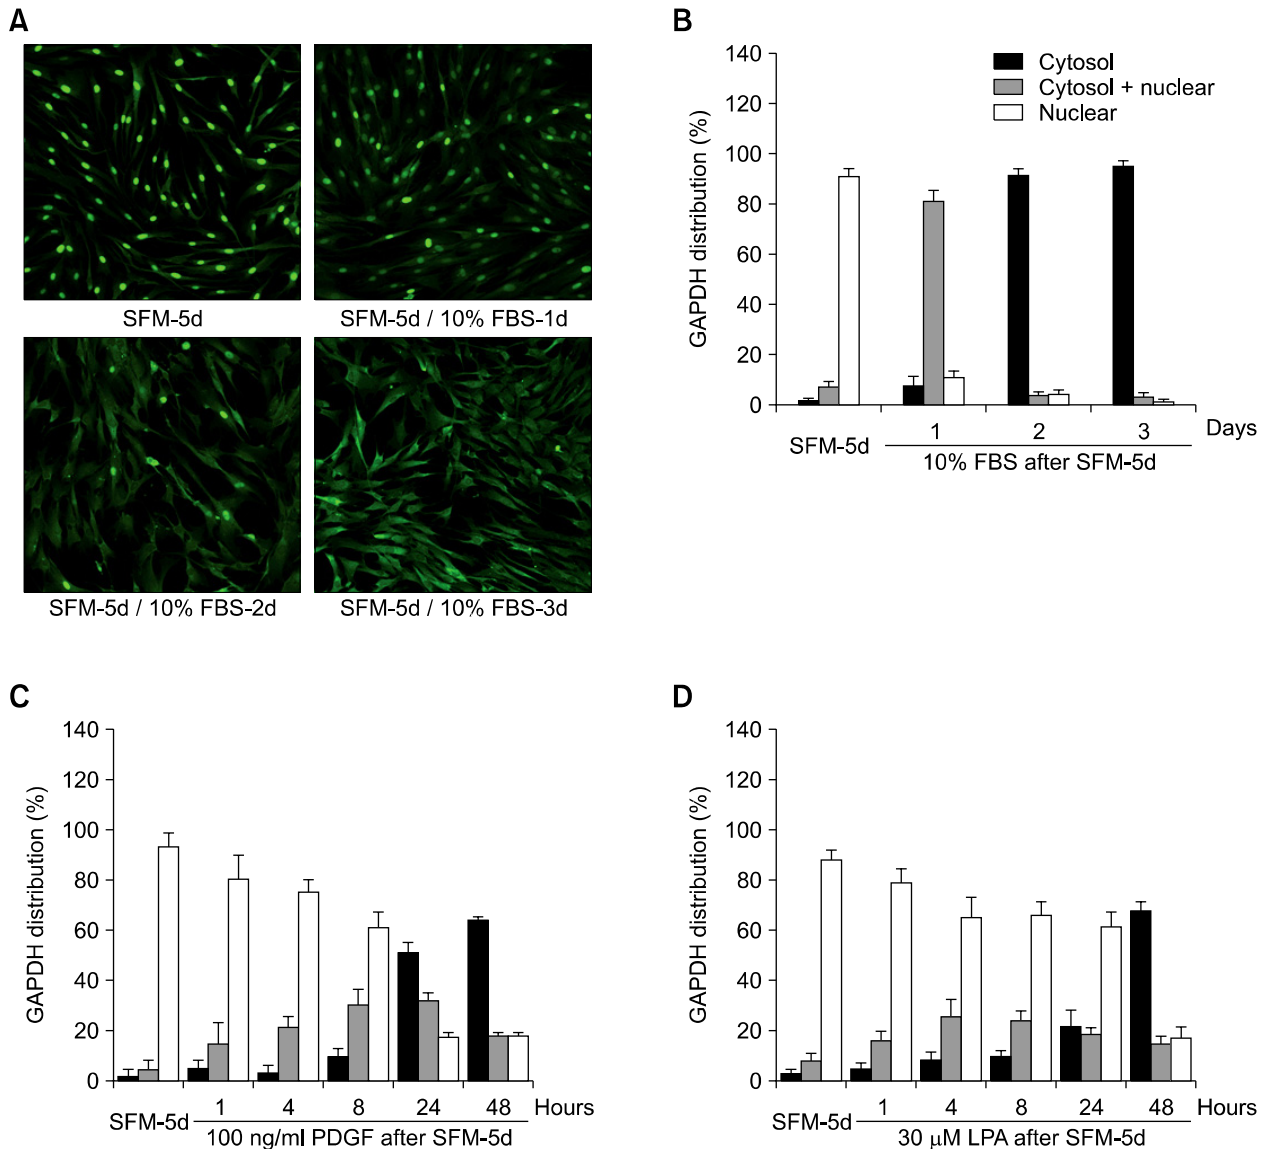 A
SFM-5d
SFM-5d / 10% FBS-1d
SFM-5d / 10% FBS-2d
SFM-5d / 10% FBS-3d
B
GAPDH distribution (%)
140
120
100
80
60
40
20
0
Cytosol
Cytosol + nuclear
Nuclear
SFM-5d
1 2 3 Days
10% FBS after SFM-5d
C
GAPDH distribution (%)
140
120
100
80
60
40
20
0
SFM-5d
1 4 8 24 48 Hours
100 ng/ml PDGF after SFM-5d
D
GAPDH distribution (%)
140
120
100
80
60
40
20
0
SFM-5d
1 4 8 24 48 Hours
30 μM LPA after SFM-5d